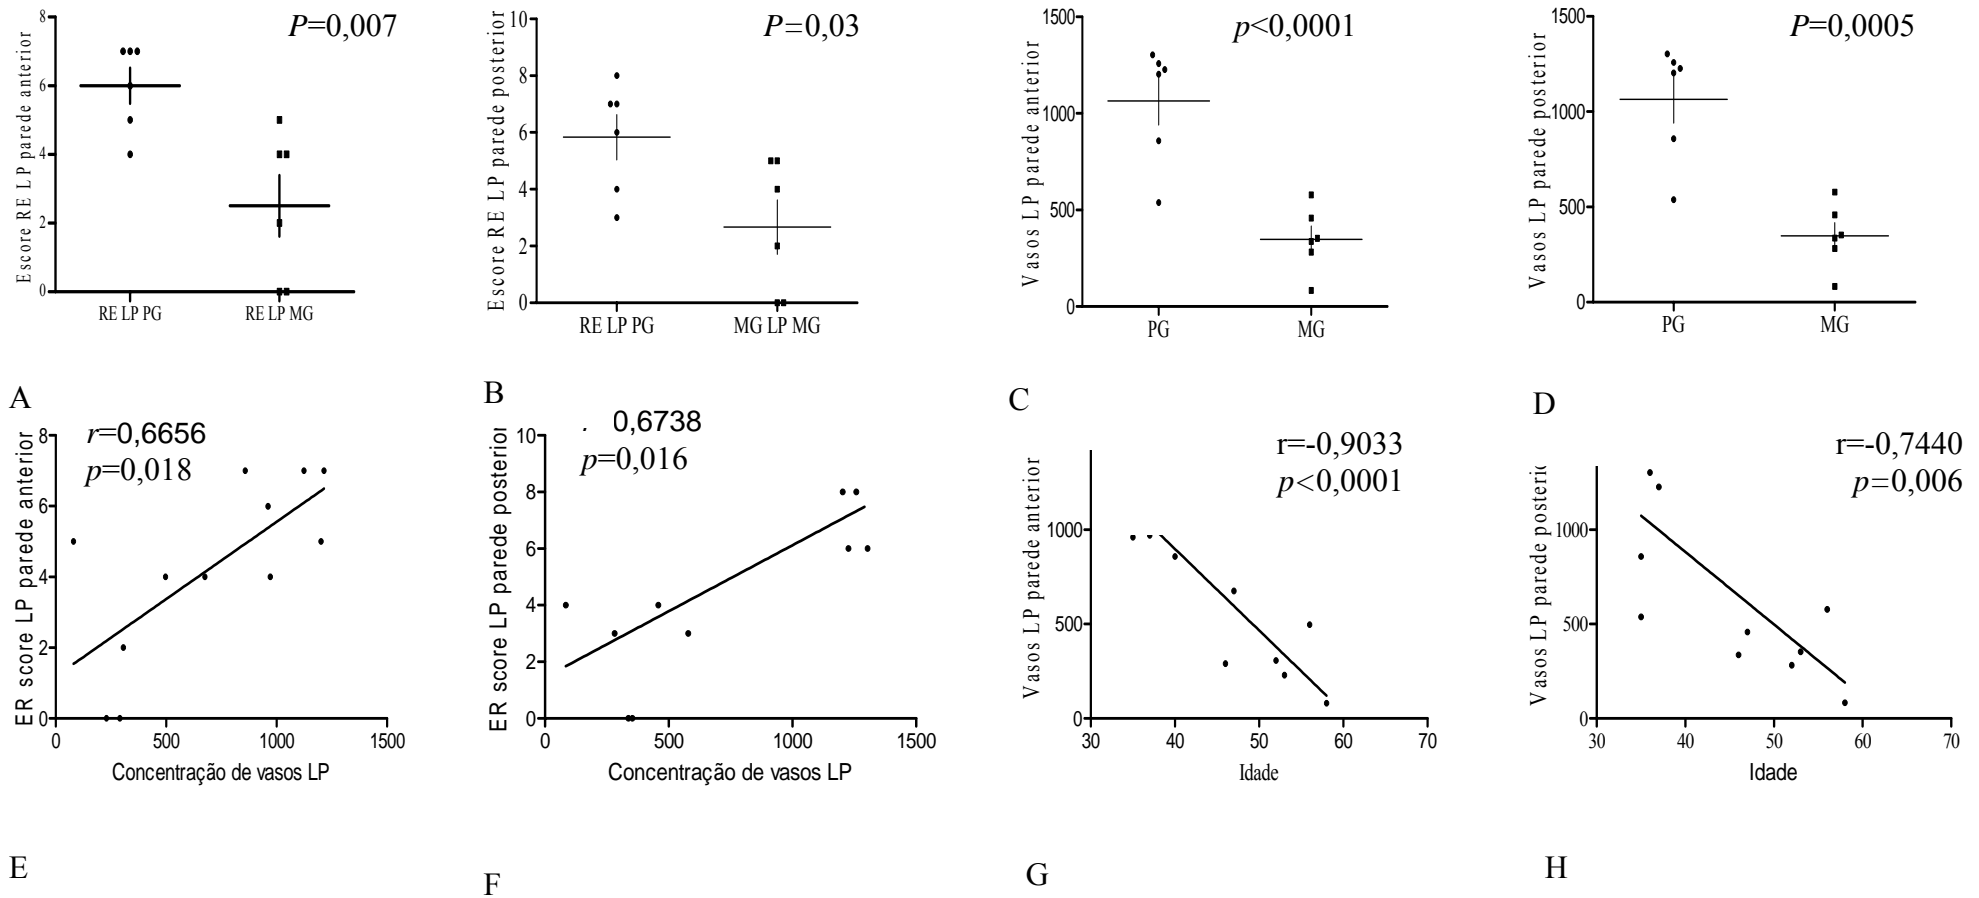 P=0,007
Escore RE LP parede anterior
8
6
4
2
0
RE LP PG
RE LP MG
P=0,03
Escore RE LP parede posterior
10
8
6
4
2
0
RE LP PG
MG LP MG
p<0,0001
Vasos LP parede anterior
1500
1000
500
0
PG
MG
P=0,0005
Vasos LP parede posterior
1500
1000
500
0
PG
MG
A
B
C
D
r=0,6656
p=0,018
ER score LP parede anterior
8
6
4
2
0
0 500 1000 1500
Concentração de vasos LP
0,6738
p=0,016
ER score LP parede posterior
10
8
6
4
2
0
0 500 1000 1500
Concentração de vasos LP
r=-0,9033
p<0,0001
Vasos LP parede anterior
1000
500
0
30 40 50 60 70
Idade
r=-0,7440
p=0,006
Vasos LP parede
1000
500
0
30 40 50 60 70
Idade
E
F
G
H